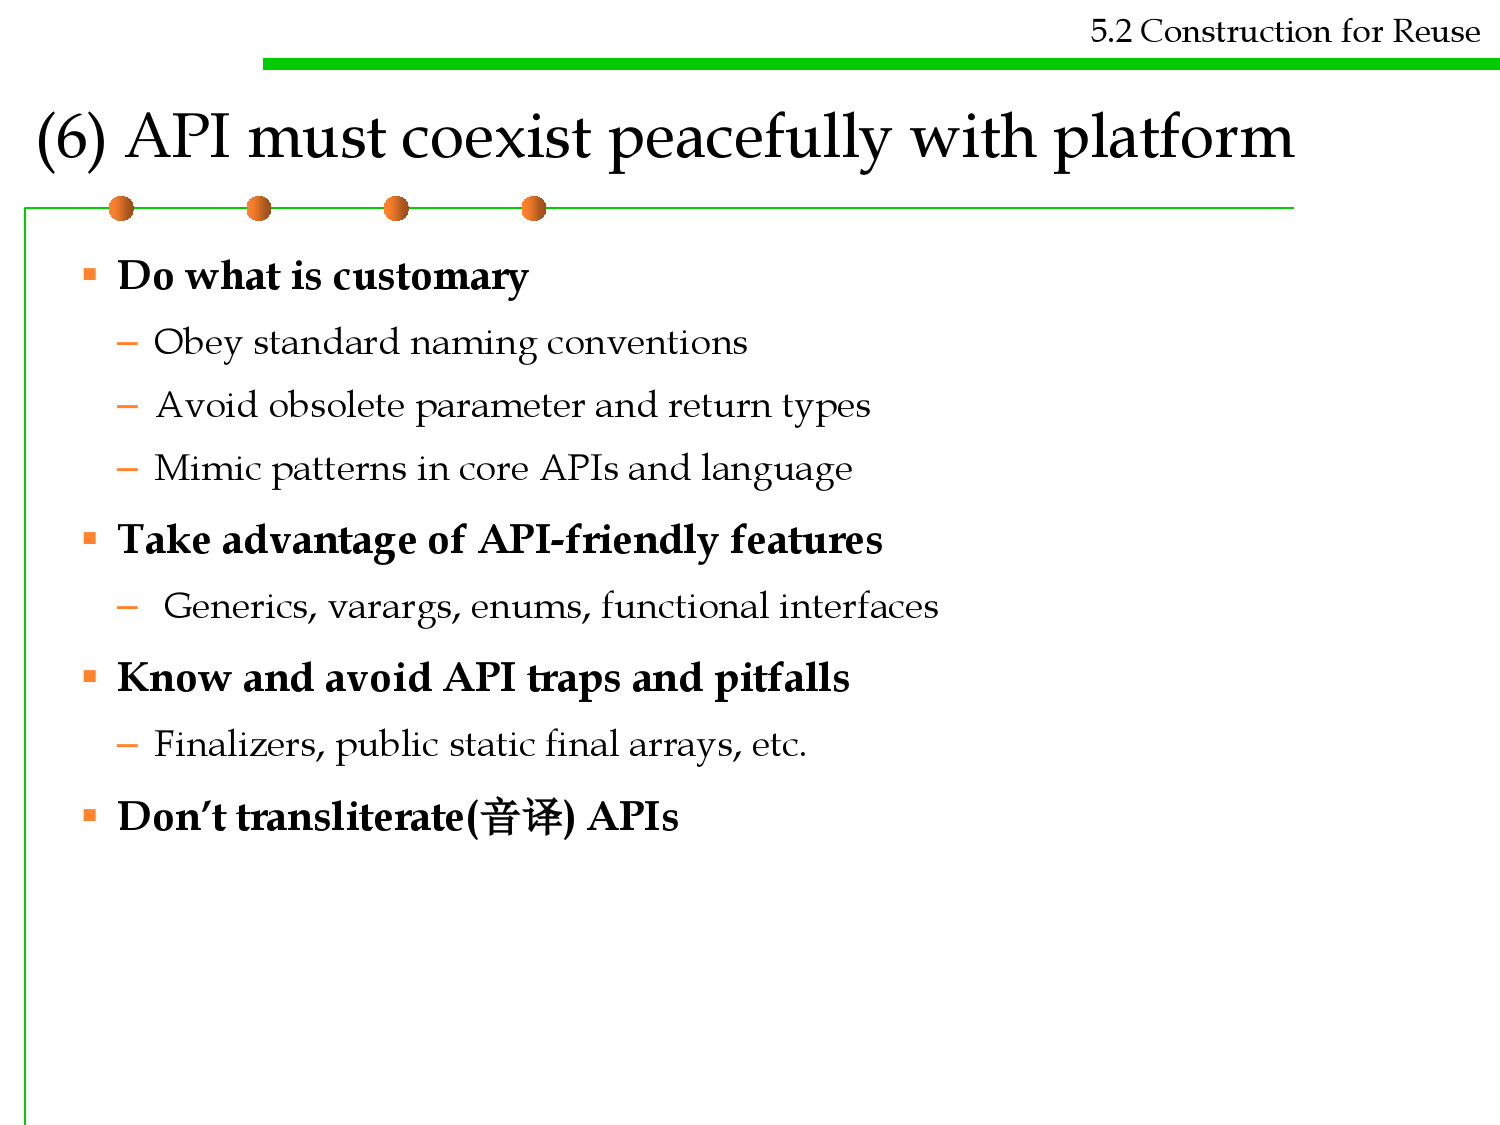 5.2 Construction for Reuse
(6) API must coexist peacefully with platform
▪ Do what is customary
– Obey standard naming conventions
– Avoid obsolete parameter and return types
– Mimic patterns in core APIs and language
▪ Take advantage of API-friendly features
– Generics, varargs, enums, functional interfaces
▪ Know and avoid API traps and pitfalls
– Finalizers, public static final arrays, etc.
▪ Don’t transliterate(音译) APIs